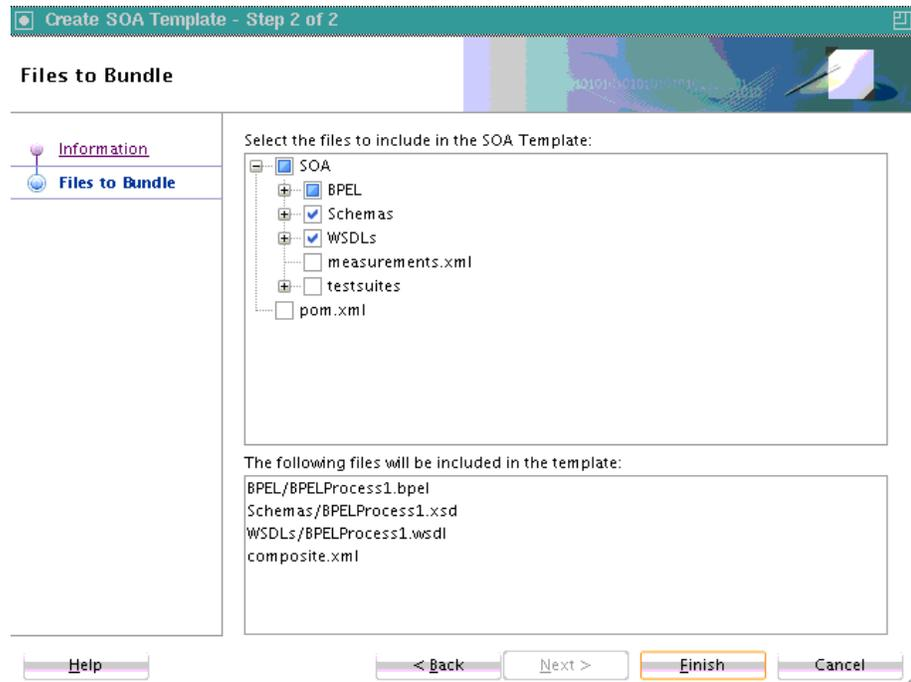 Create SOA Template - Step 2 of 2
Files to Bundle
Information
Files to Bundle
Select the files to include in the SOA Template:
SOA
BPEL
Schemas
WSDLs
measurements.xml
testsuites
pom.xml
The following files will be included in the template:
BPEL/BPELProcess1.bpel
Schemas/BPELProcess1.xsd
WSDLs/BPELProcess1.wsdl
composite.xml
Help
< Back
Next >
Finish
Cancel